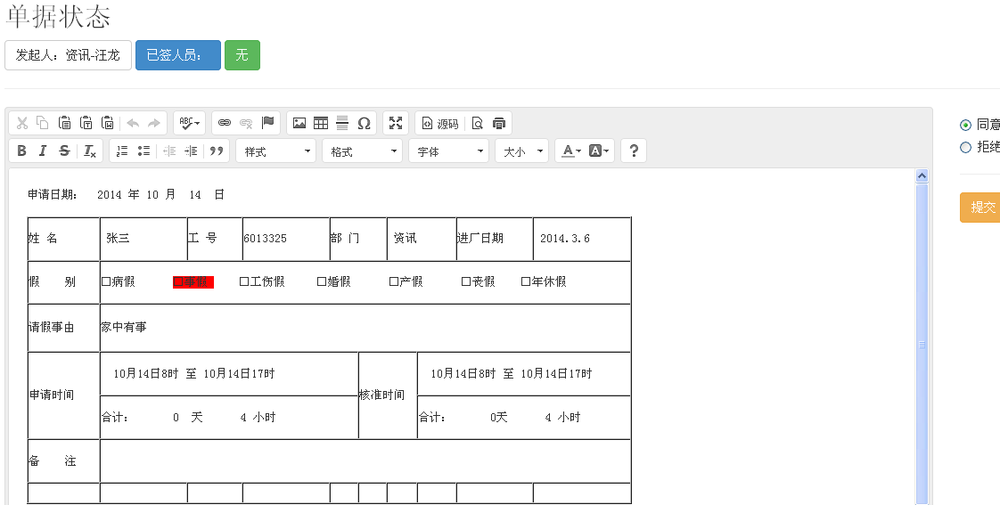 单据状态
发起人: 资讯-汪龙 已签人员: 无
ABC Ω 源码
B I S Tx 样式 格式 字体 大小 A A ?
同意
拒绝
提交
申请日期: 2014 年 10 月 14 日
姓 名 张三 工 号 6013325 部 门 资讯 进厂日期 2014.3.6
假 别 □病假 □ 假 □工伤假 □婚假 □产假 □丧假 □年休假
请假事由 家中有事
申请时间 10月14日8时 至 10月14日17时 核准时间 10月14日8时 至 10月14日17时
合计: 0 天 4 小时 合计: 0天 4 小时
备 注